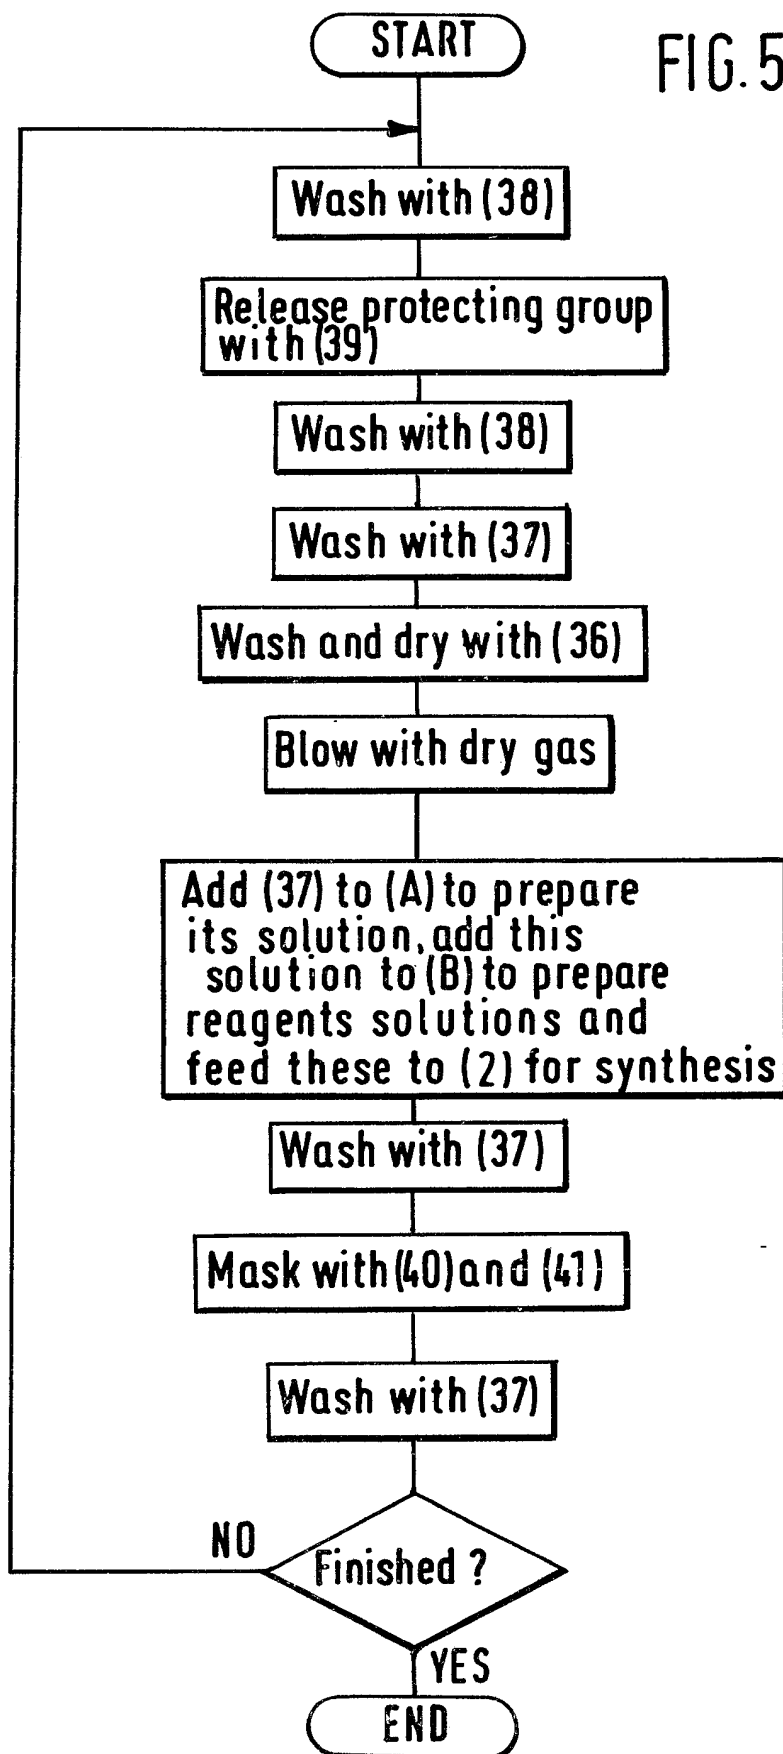 START
FIG. 5
Wash with (38)
Release protecting group
with (39)
Wash with (38)
Wash with (37)
Wash and dry with (36)
Blow with dry gas
Add (37) to (A) to prepare
its solution, add this
solution to (B) to prepare
reagents solutions and
feed these to (2) for synthesis
Wash with (37)
Mask with (40) and (41)
Wash with (37)
NO
Finished ?
YES
END